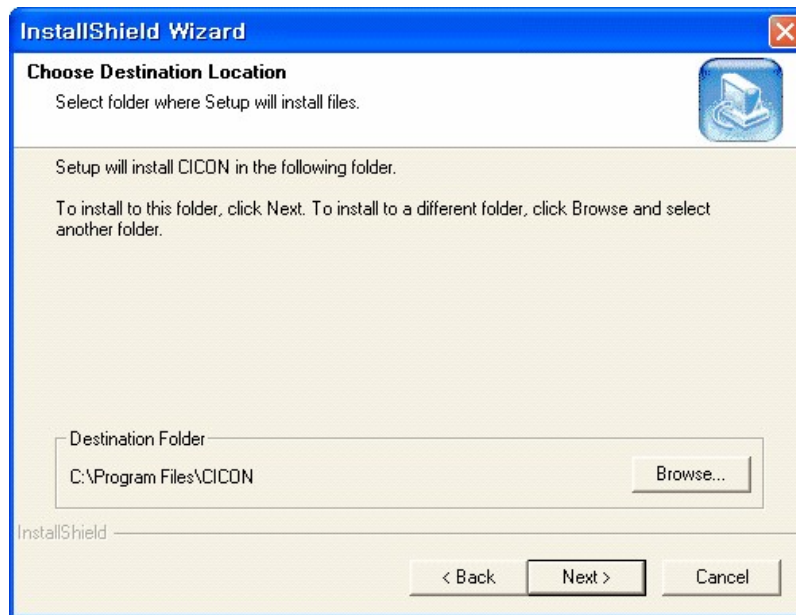 InstallShield Wizard
Choose Destination Location
Select folder where Setup will install files.
Setup will install CICON in the following folder.
To install to this folder, click Next. To install to a different folder, click Browse and select
another folder.
Destination Folder
C:\Program Files\CICON
Browse...
InstallShield
< Back
Next >
Cancel